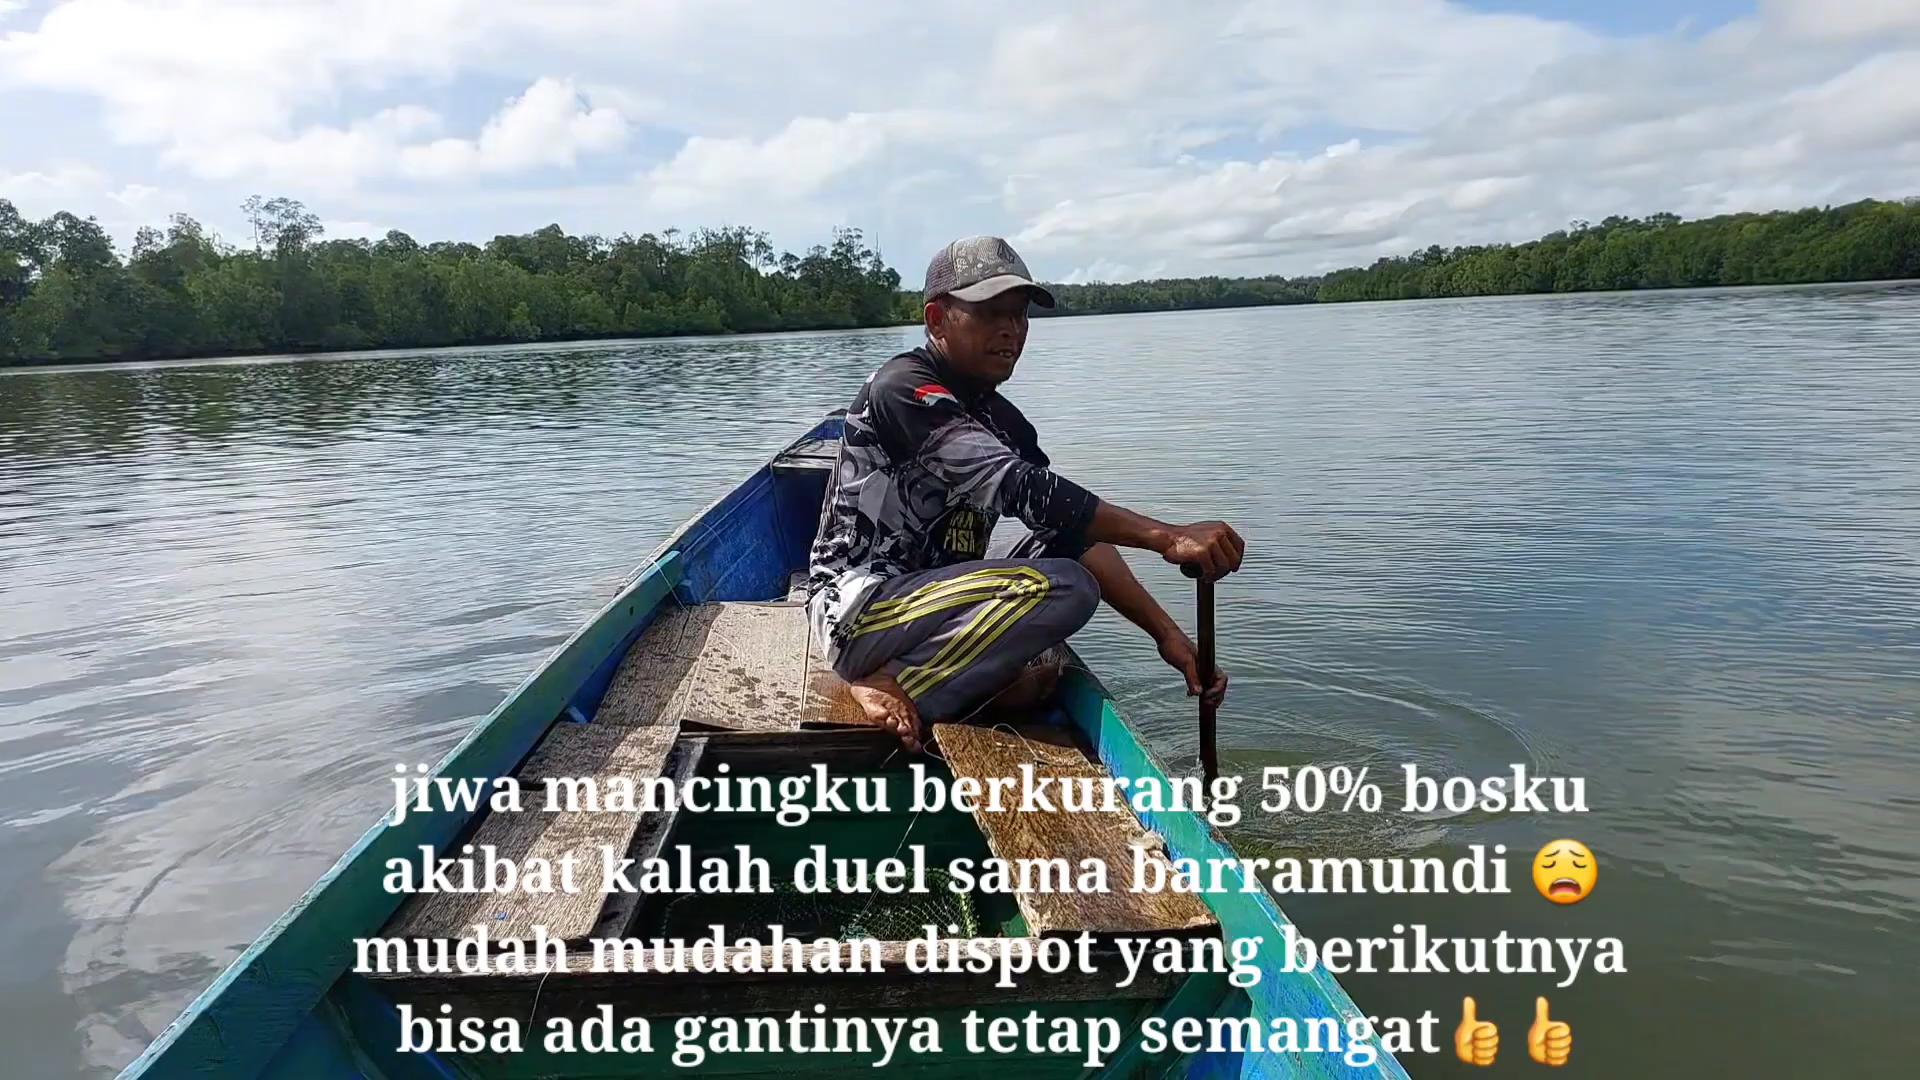 jiwa mancingku berkurang 50% bosku
akibat kalah duel sama barramundi 😩
mudah mudahan dispot yang berikutnya
bisa ada gantinya tetap semangat👍👍